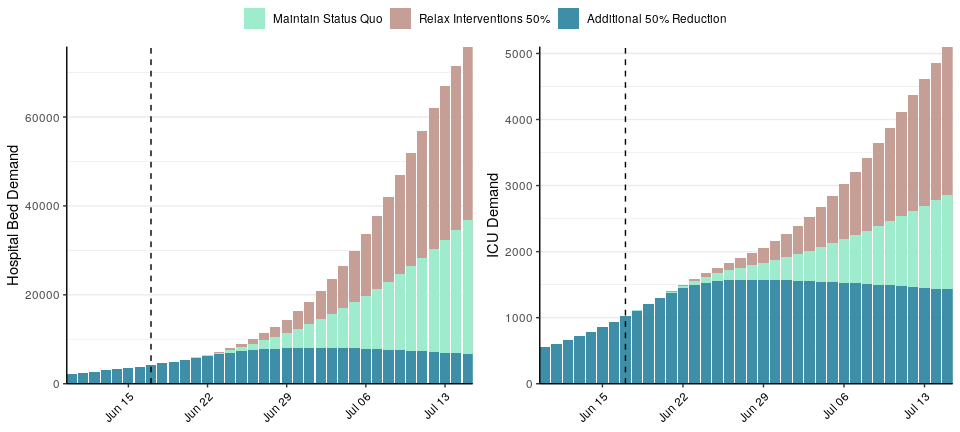 Maintain Status Quo Relax Interventions 50% Additional 50% Reduction
Hospital Bed Demand
60000
40000
20000
0
Jun 15 Jun 22 Jun 29 Jul 06 Jul 13
ICU Demand
5000
4000
3000
2000
1000
0
Jun 15 Jun 22 Jun 29 Jul 06 Jul 13